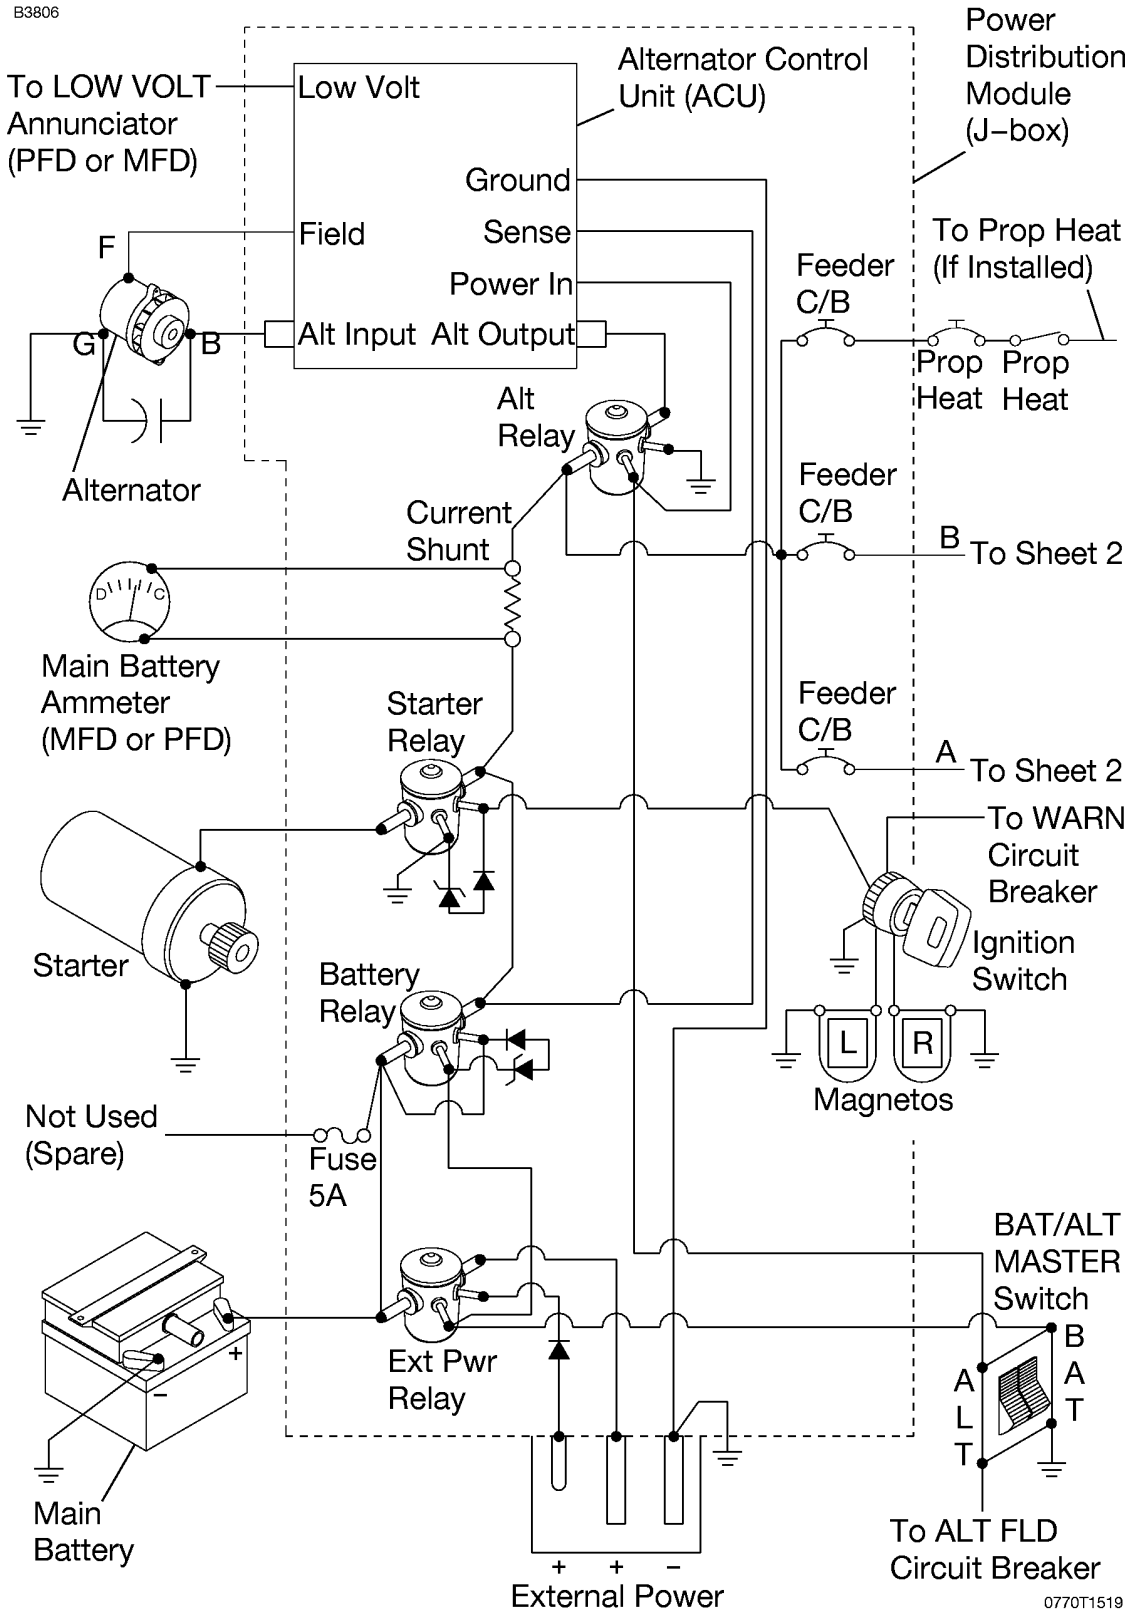 B3806
Power
Distribution
Module
(J-box)
To LOW VOLT
Annunciator
(PFD or MFD)
Low Volt
Alternator Control
Unit (ACU)
Ground
Field
Sense
Power In
Alt Input
Alt Output
F
G
B
Alternator
Alt
Relay
To Prop Heat
(If Installed)
Feeder
C/B
Prop
Heat
Prop
Heat
Feeder
C/B
B
To Sheet 2
Current
Shunt
D
C
Main Battery
Ammeter
(MFD or PFD)
Feeder
C/B
A
To Sheet 2
Starter
Relay
To WARN
Circuit
Breaker
Starter
Ignition
Switch
Battery
Relay
L
R
Magnetos
Not Used
(Spare)
Fuse
5A
BAT/ALT
MASTER
Switch
B
A
T
A
L
T
Ext Pwr
Relay
+
−
Main
Battery
+
+
−
External Power
To ALT FLD
Circuit Breaker
0770T1519